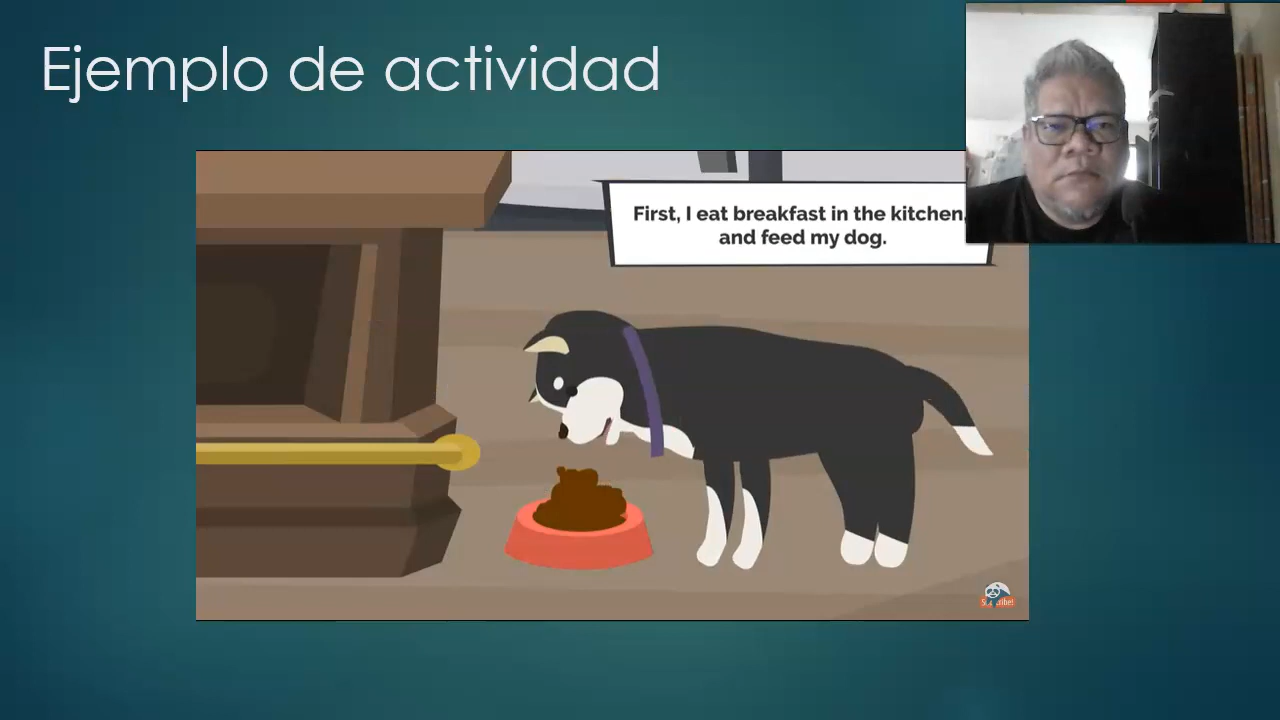 Ejemplo de actividad
First, I eat breakfast in the kitchen,
and feed my dog.